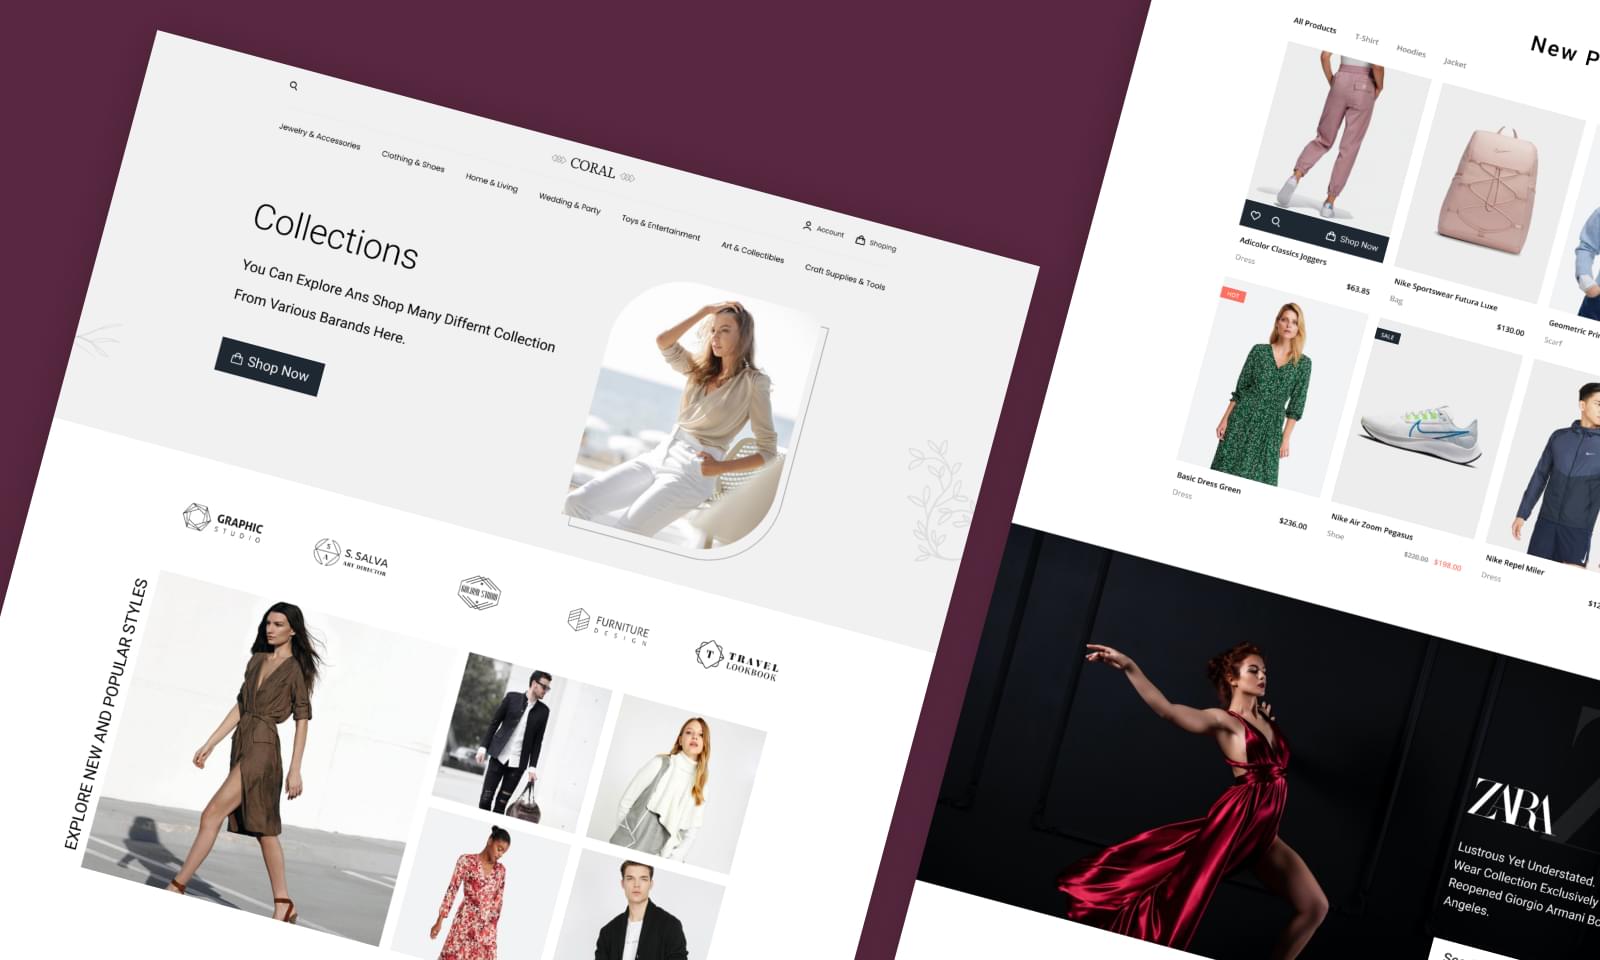 CORAL
Account
Shoping
Jewelry & Accessories
Clothing & Shoes
Home & Living
Wedding & Party
Toys & Entertainment
Art & Collectibles
Craft Supplies & Tools
Collections
You Can Explore Ans Shop Many Differnt Collection
From Various Barands Here.
Shop Now
GRAPHIC
STUDIO
S. SALVA
ART DIRECTOR
FURNITURE
DESIGN
T
TRAVEL
LOOKBOOK
EXPLORE NEW AND POPULAR STYLES
All Products
T-Shirt
Hoodies
Jacket
New P
Shop Now
Adicolor Classics Joggers
Dress
$63.85
Nike Sportswear Futura Luxe
Bag
$130.00
Geometric Pri
Scarf
HOT
Basic Dress Green
Dress
$236.00
SALE
Nike Air Zoom Pegasus
Shoe
$220.00 $198.00
Nike Repel Miler
Dress
$12
ZARA
Lustrous Yet Understated.
Wear Collection Exclusively
Reopened Giorgio Armani Bo
Angeles.